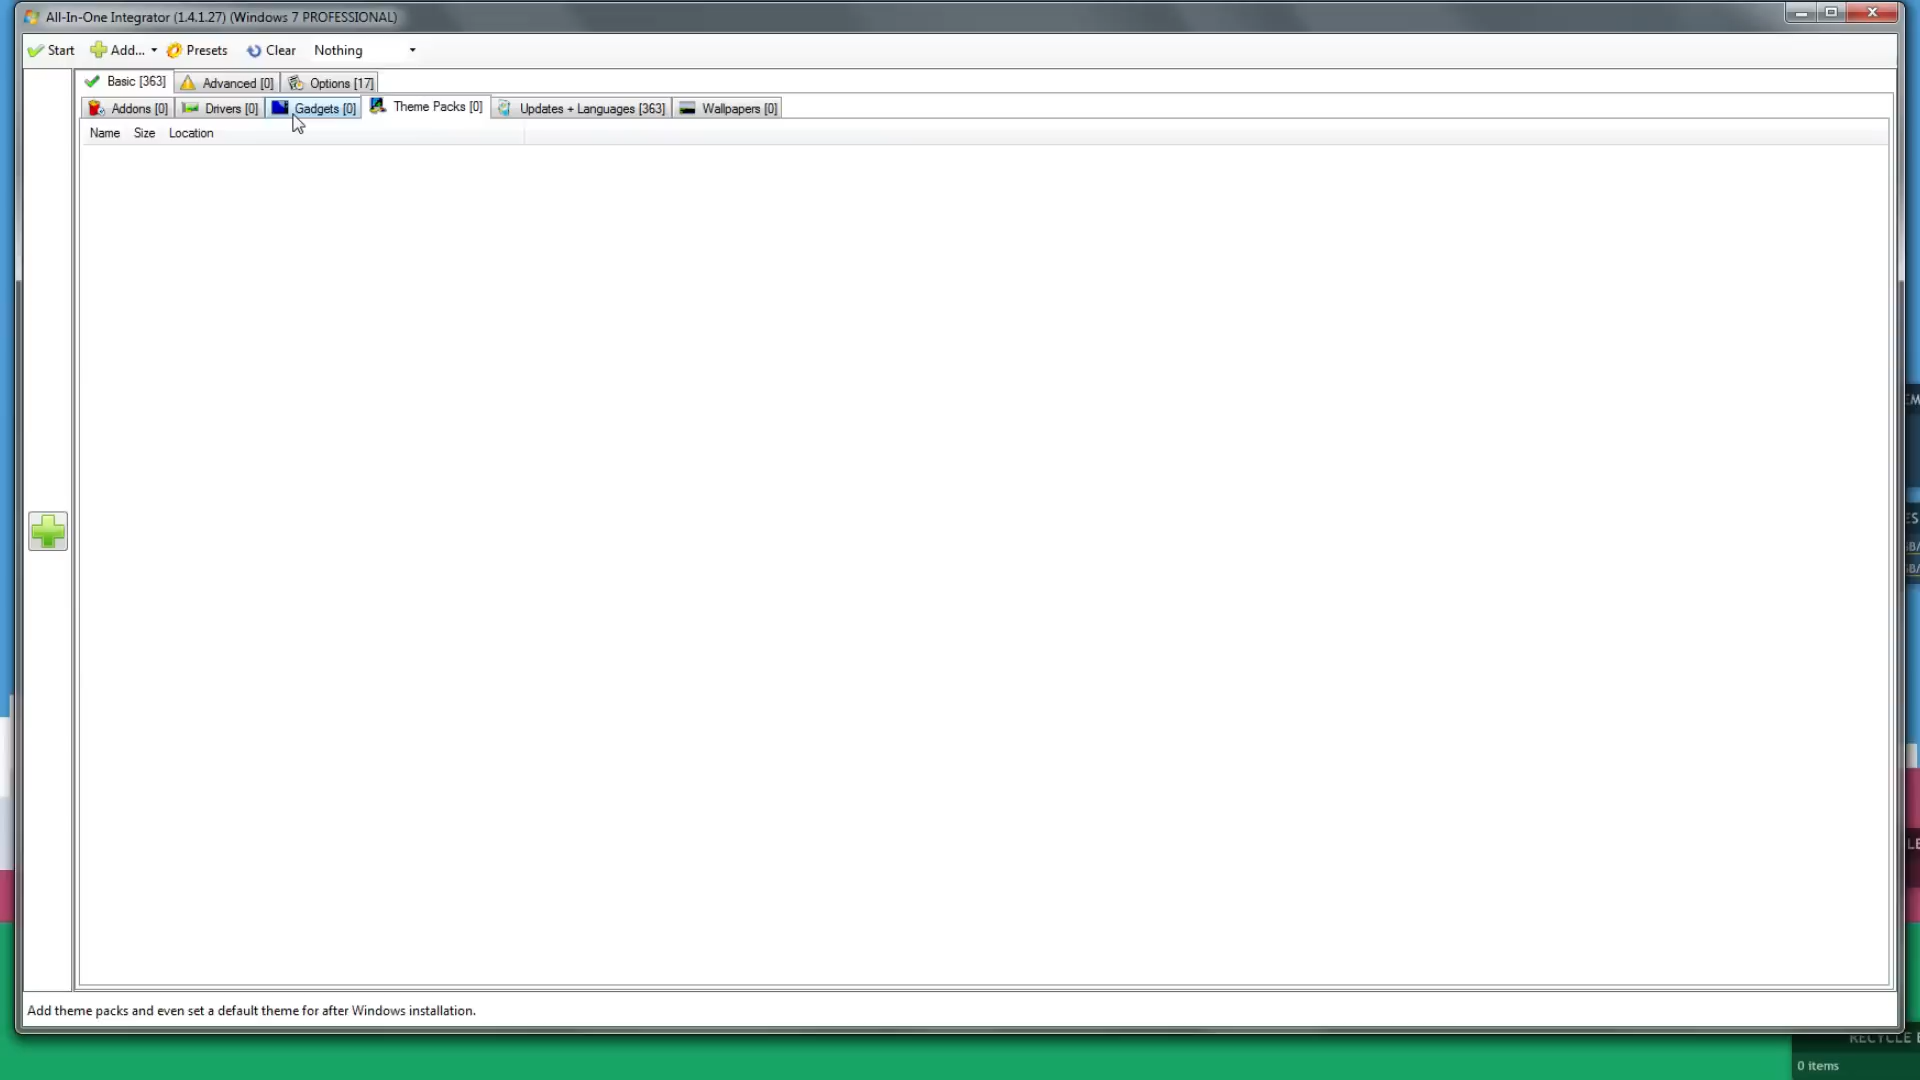 All-In-One Integrator (1.4.1.27) (Windows 7 PROFESSIONAL)
Start Add... Presets Clear Nothing
Basic [363] Advanced [0] Options [17]
Addons [0] Drivers [0] Gadgets [0] Theme Packs [0] Updates + Languages [363] Wallpapers [0]
Name Size Location
Add theme packs and even set a default theme for after Windows installation.
0 items